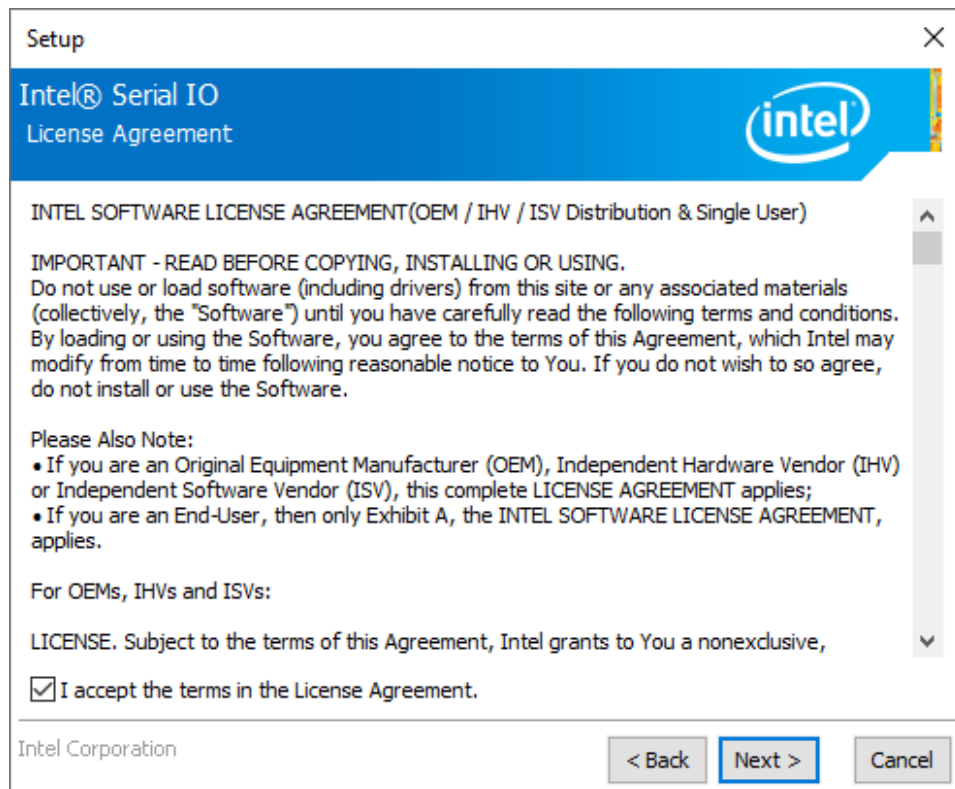 Setup
Intel® Serial IO
License Agreement
intel
INTEL SOFTWARE LICENSE AGREEMENT(OEM / IHV / ISV Distribution & Single User)
IMPORTANT - READ BEFORE COPYING, INSTALLING OR USING.
Do not use or load software (including drivers) from this site or any associated materials
(collectively, the "Software") until you have carefully read the following terms and conditions.
By loading or using the Software, you agree to the terms of this Agreement, which Intel may
modify from time to time following reasonable notice to You. If you do not wish to so agree,
do not install or use the Software.
Please Also Note:
• If you are an Original Equipment Manufacturer (OEM), Independent Hardware Vendor (IHV)
or Independent Software Vendor (ISV), this complete LICENSE AGREEMENT applies;
• If you are an End-User, then only Exhibit A, the INTEL SOFTWARE LICENSE AGREEMENT,
applies.
For OEMs, IHVs and ISVs:
LICENSE. Subject to the terms of this Agreement, Intel grants to You a nonexclusive,
I accept the terms in the License Agreement.
Intel Corporation
< Back Next > Cancel